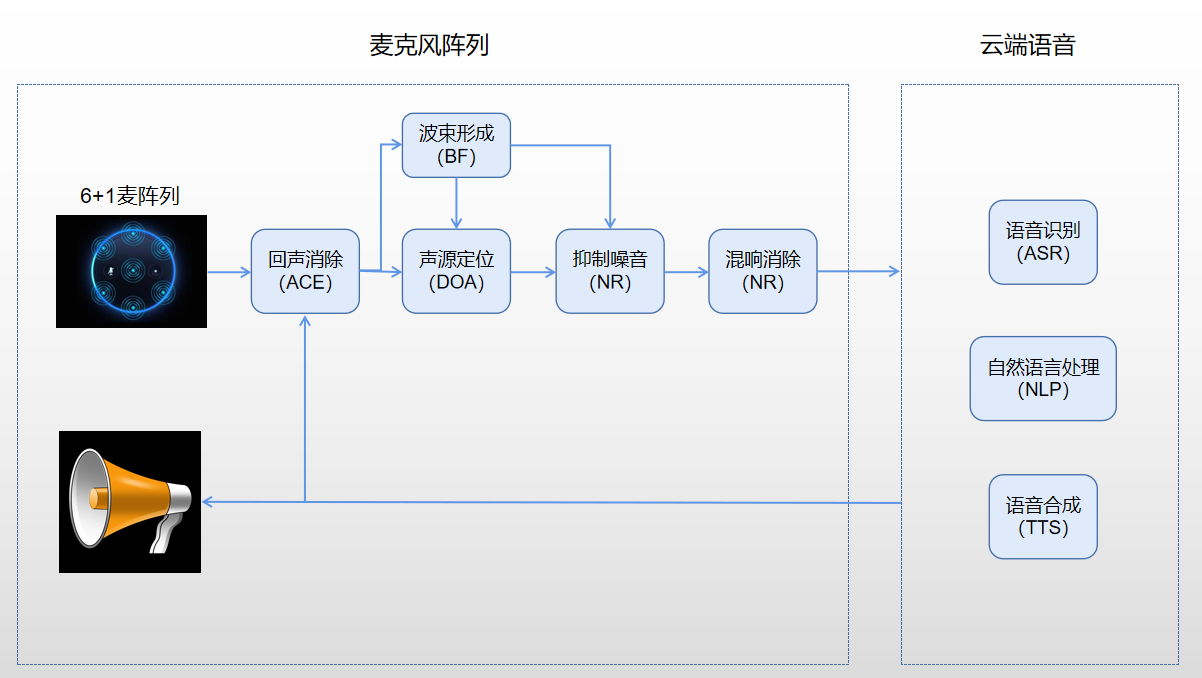 麦克风阵列
云端语音
波束形成
（BF）
6+1麦阵列
回声消除
（ACE）
声源定位
（DOA）
抑制噪音
（NR）
混响消除
（NR）
语音识别
（ASR）
自然语言处理
（NLP）
语音合成
（TTS）